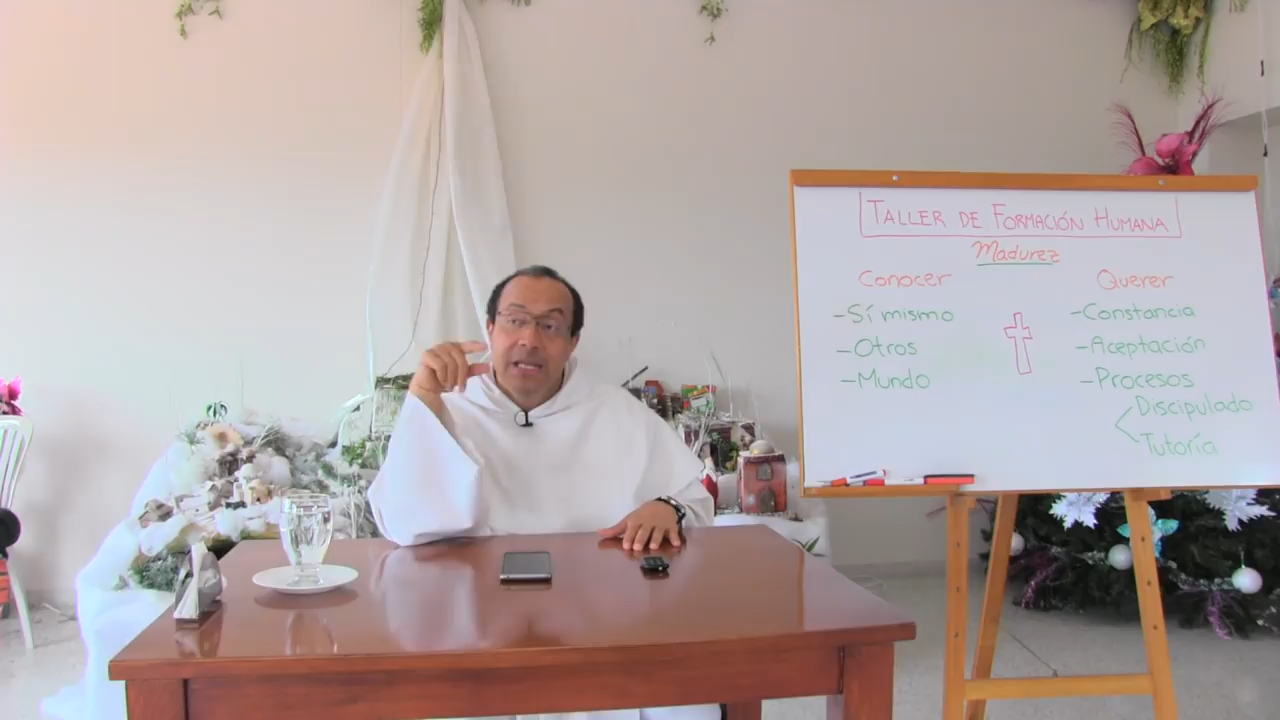 TALLER DE FORMACIÓN HUMANA
Madurez
Conocer
- Sí mismo
- Otros
- Mundo
Querer
- Constancia
- Aceptación
- Procesos
Discipulado
Tutoría